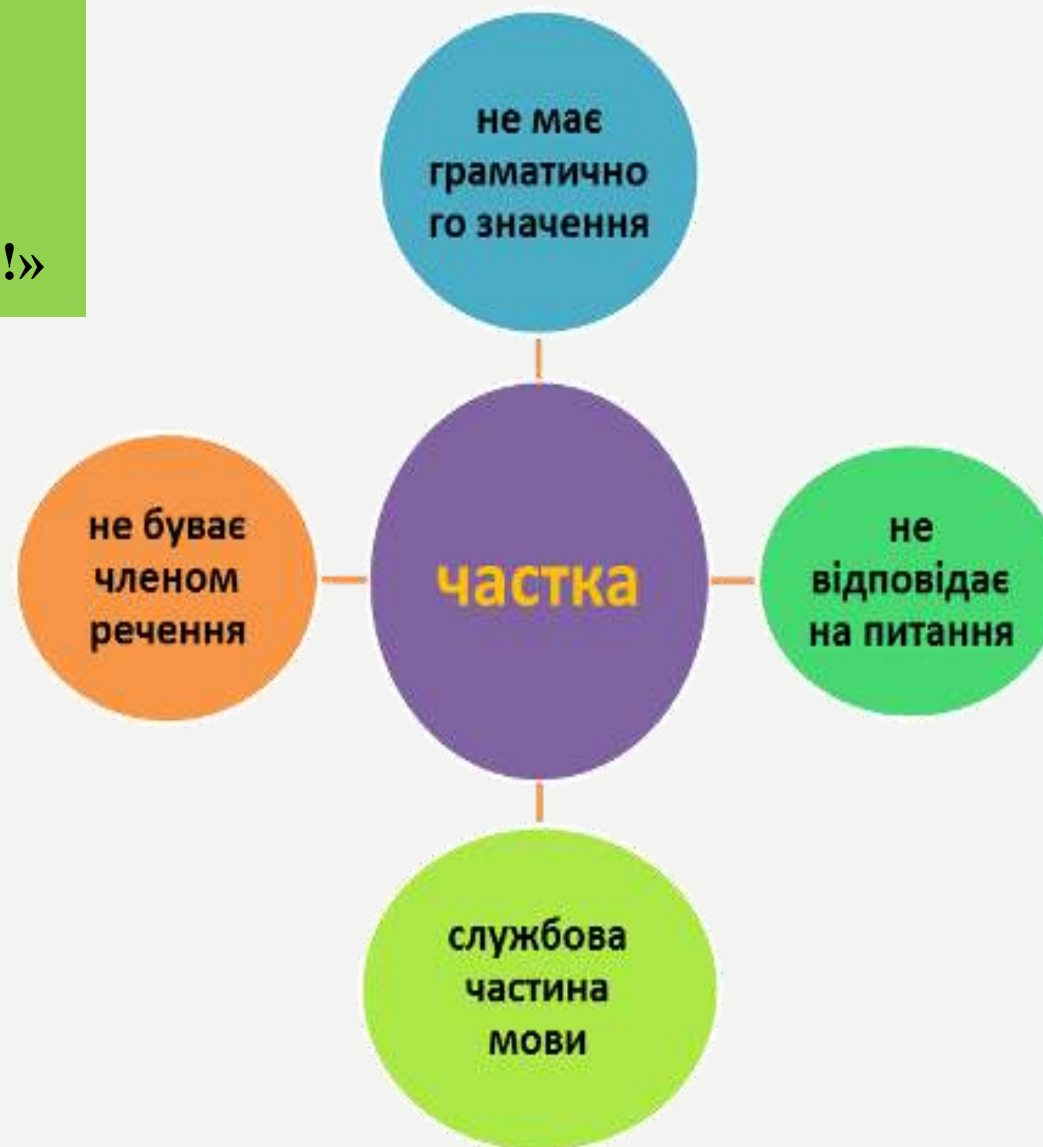 не має
граматично
го значення
!»
не буває
членом
речення
частка
не
відповідає
на питання
службова
частина
мови